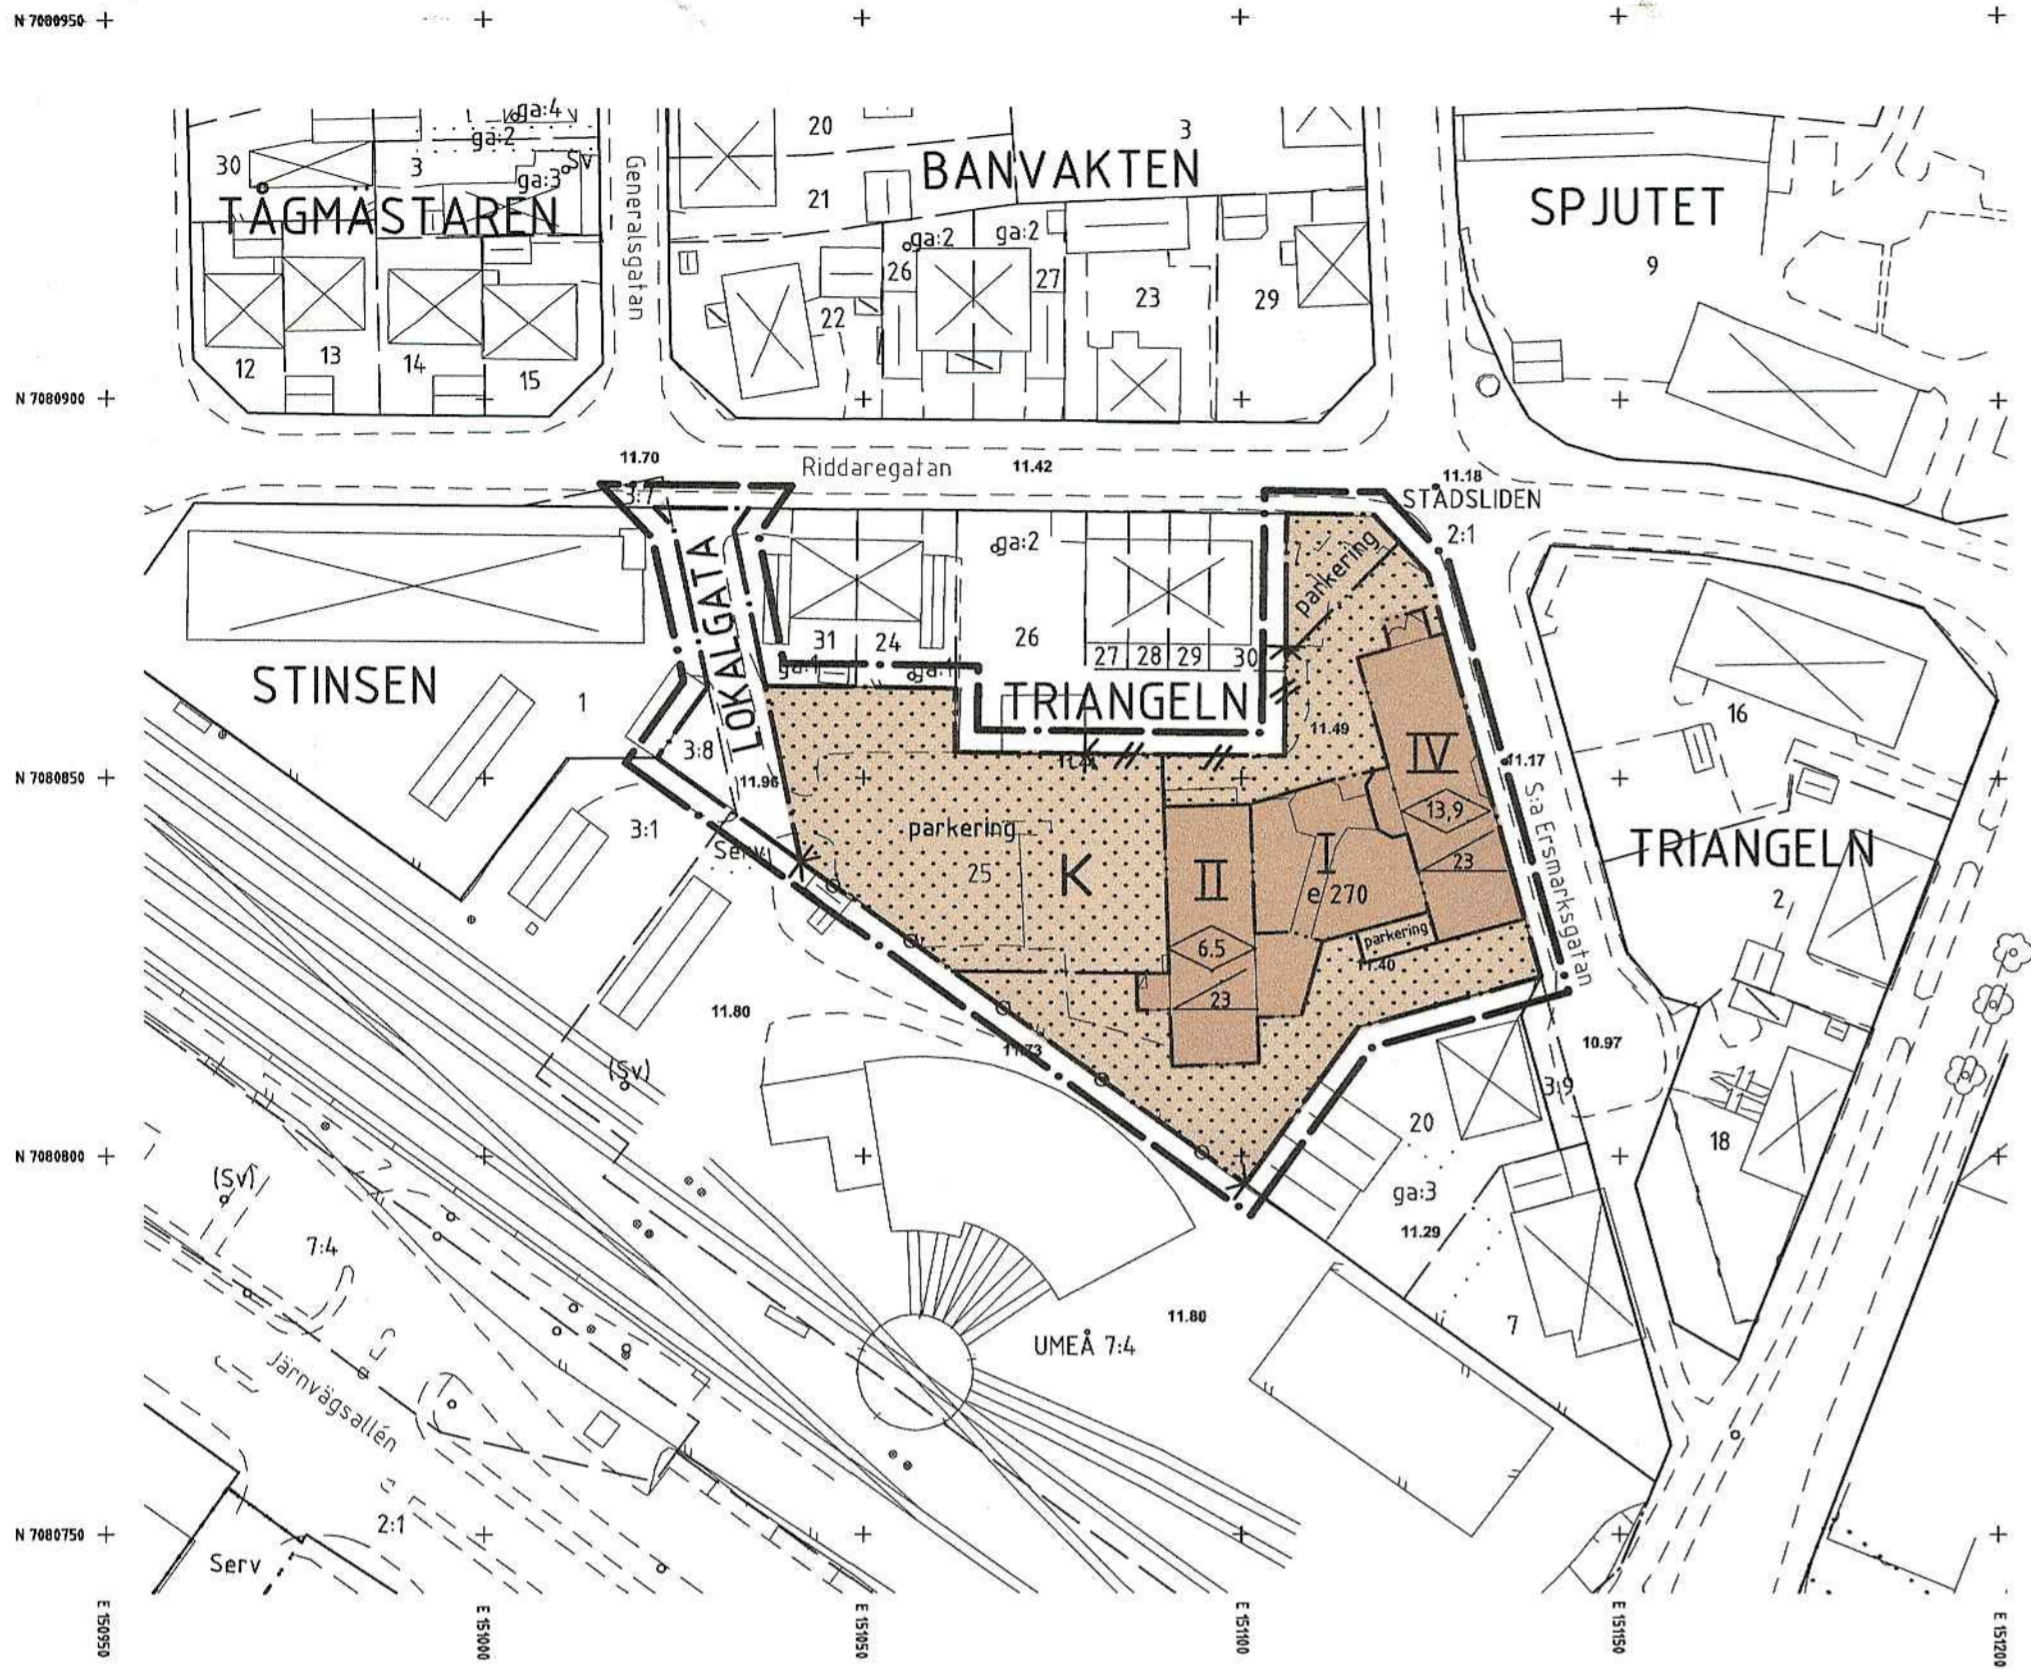 N 7080950
ga:4
ga:2
30
3
Sv
ga:3
TÅGMÄSTAREN
12
13
14
15
Generalsgatan
20
3
BANVAKTEN
21
ga:2
ga:2
26
27
22
23
29
SPJUTET
9
N 7080900
11.70
Riddaregatan
11.42
11.18
STADSLIDEN
2:1
3:7
LOKALGATA
ga:2
parkering
31
24
26
27
28
29
30
ga:1
ga:1
STINSEN
1
TRIANGELN
3:8
11.49
16
IV
11.17
N 7080850
11.96
13,9
3:1
parkering
Serv
K
25
II
I
e 270
23
S:a Ersmarksgatan
TRIANGELN
2
6.5
parkering
11.40
23
11.80
11.73
10.97
(Sv)
3:9
11
20
18
N 7080800
(Sv)
ga:3
11.29
7:4
11.80
7
UMEÅ 7:4
Järnvägsallén
2:1
N 7080750
Serv
E 150950
E 151000
E 151050
E 151100
E 151150
E 151200